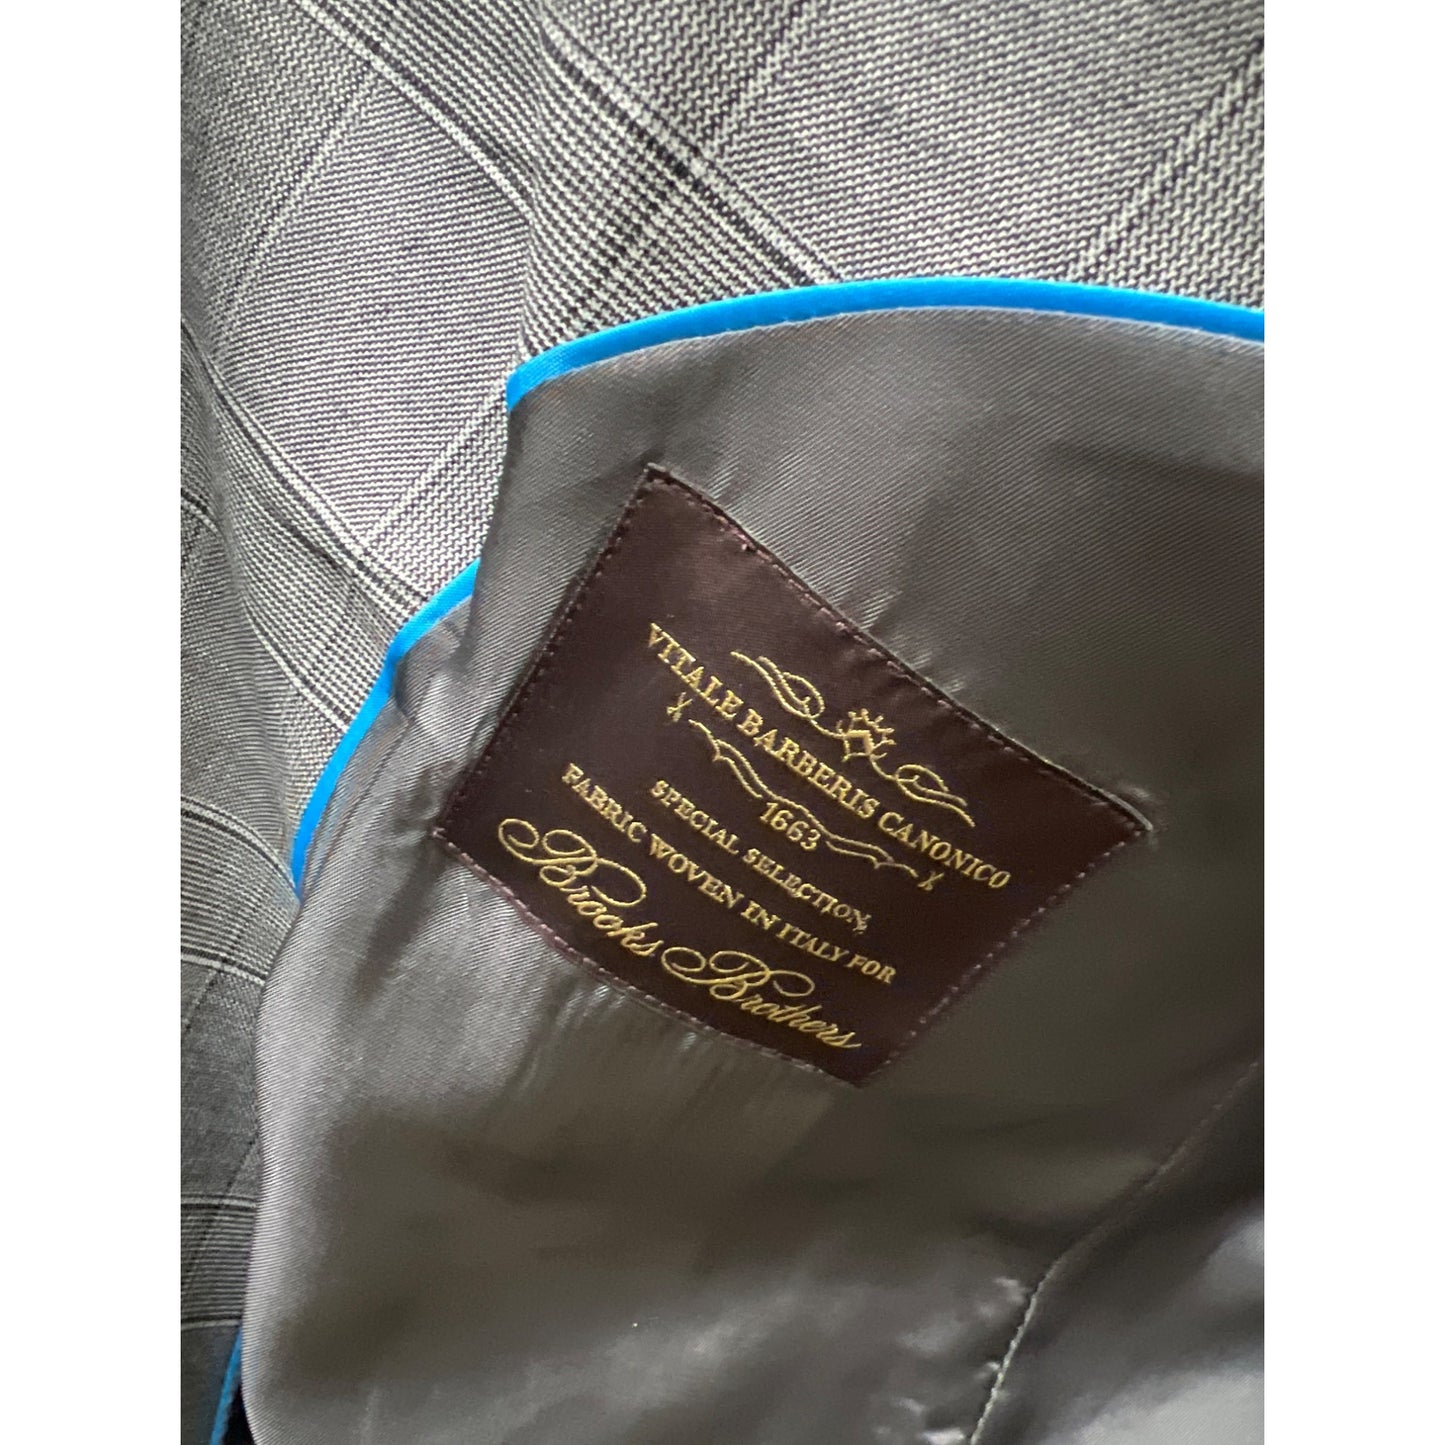 VITALE BARBERIS CANONICO
1663
SPECIAL SELECTION,
FABRIC WOVEN IN ITALY FOR
Brooks Brothers